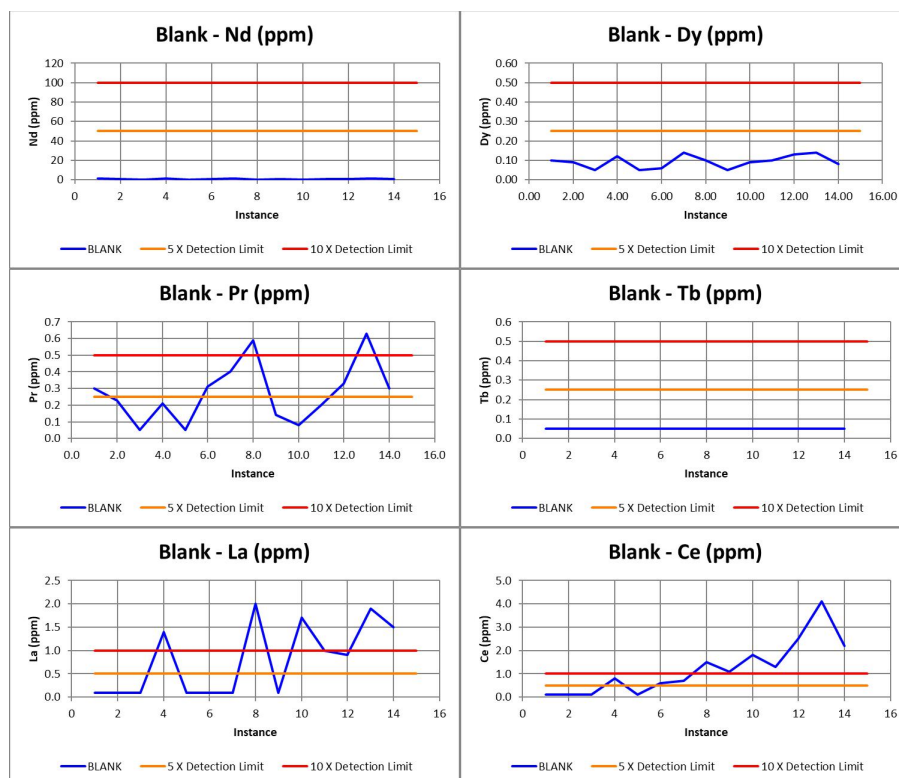 Blank - Nd (ppm)
120
100
80
60
40
20
0
Nd (ppm)
0 2 4 6 8 10 12 14 16
Instance
BLANK 5 X Detection Limit 10 X Detection Limit
Blank - Dy (ppm)
0.60
0.50
0.40
0.30
0.20
0.10
0.00
Dy (ppm)
0.00 2.00 4.00 6.00 8.00 10.00 12.00 14.00 16.00
Instance
BLANK 5 X Detection Limit 10 X Detection Limit
Blank - Pr (ppm)
0.7
0.6
0.5
0.4
0.3
0.2
0.1
0.0
Pr (ppm)
0.0 2.0 4.0 6.0 8.0 10.0 12.0 14.0 16.0
Instance
BLANK 5 X Detection Limit 10 X Detection Limit
Blank - Tb (ppm)
0.6
0.5
0.4
0.3
0.2
0.1
0.0
Tb (ppm)
0 2 4 6 8 10 12 14 16
Instance
BLANK 5 X Detection Limit 10 X Detection Limit
Blank - La (ppm)
2.5
2.0
1.5
1.0
0.5
0.0
La (ppm)
0 2 4 6 8 10 12 14 16
Instance
BLANK 5 X Detection Limit 10 X Detection Limit
Blank - Ce (ppm)
5.0
4.0
3.0
2.0
1.0
0.0
Ce (ppm)
0 2 4 6 8 10 12 14 16
Instance
BLANK 5 X Detection Limit 10 X Detection Limit